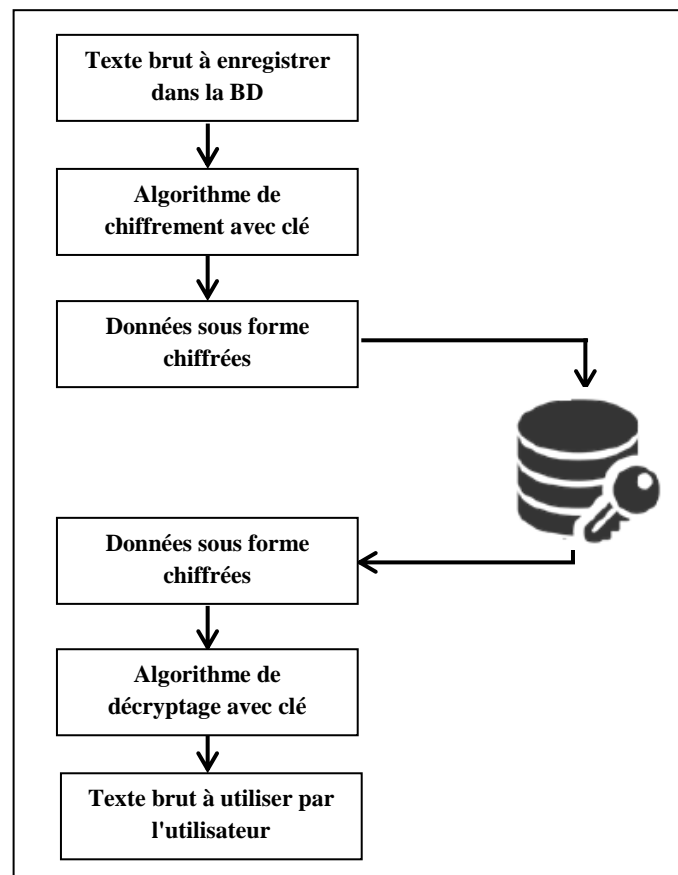 Texte brut à enregistrer
dans la BD
Algorithme de
chiffrement avec clé
Données sous forme
chiffrées
Données sous forme
chiffrées
Algorithme de
décryptage avec clé
Texte brut à utiliser par
l'utilisateur